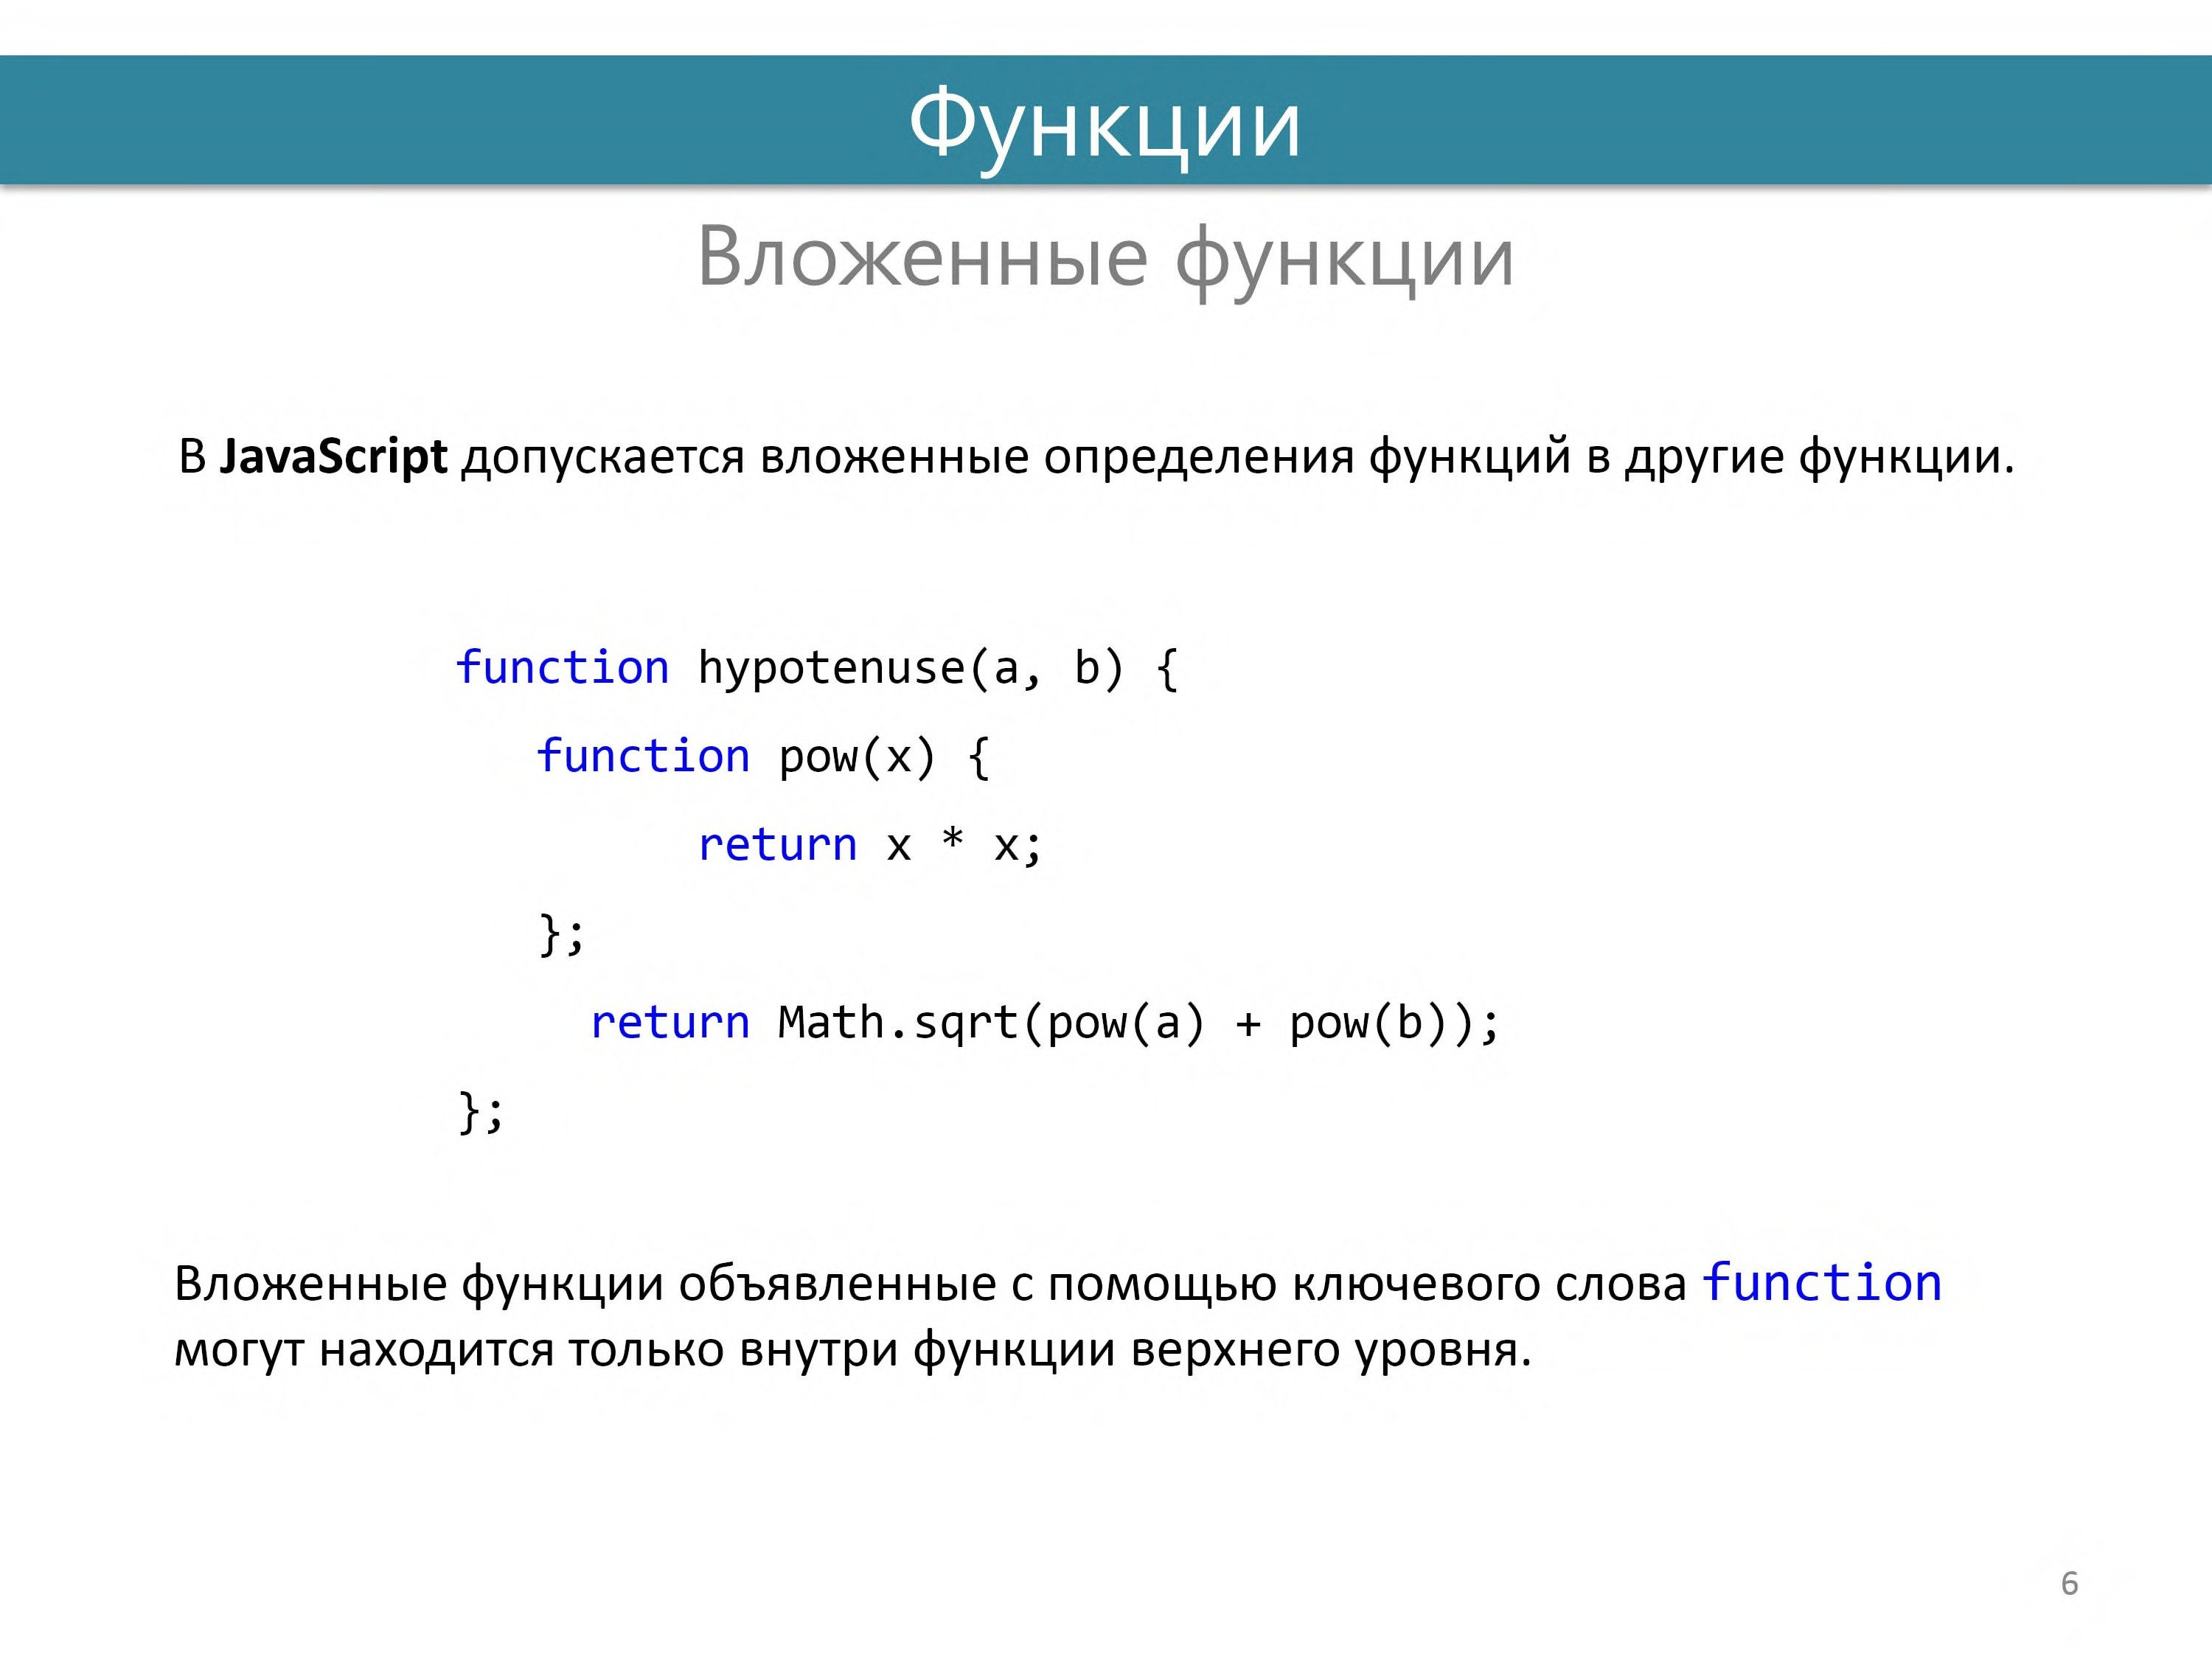 Функции
Вложенные функции
В JavaScript допускается вложенные определения функций в другие функции.
function hypotenuse(a, b) {
function pow(x) {
return x * x;
};
return Math.sqrt(pow(a) + pow(b));
};
Вложенные функции объявленные с помощью ключевого слова function
могут находится только внутри функции верхнего уровня.
6